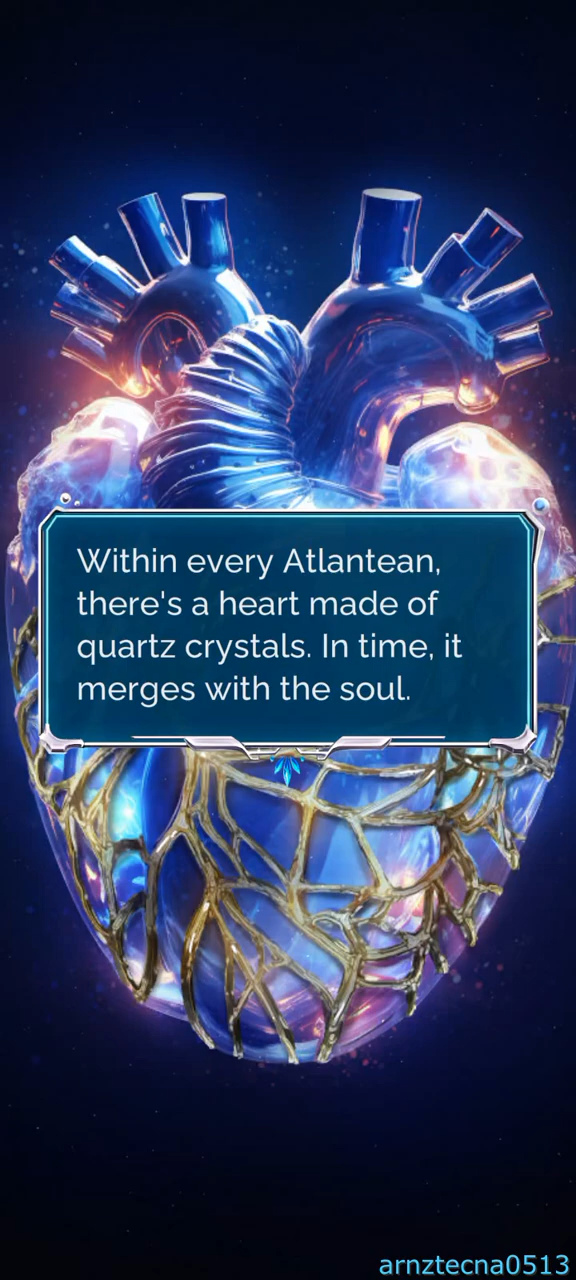 Within every Atlantean,
there's a heart made of
quartz crystals. In time, it
merges with the soul.
arnztecna0513